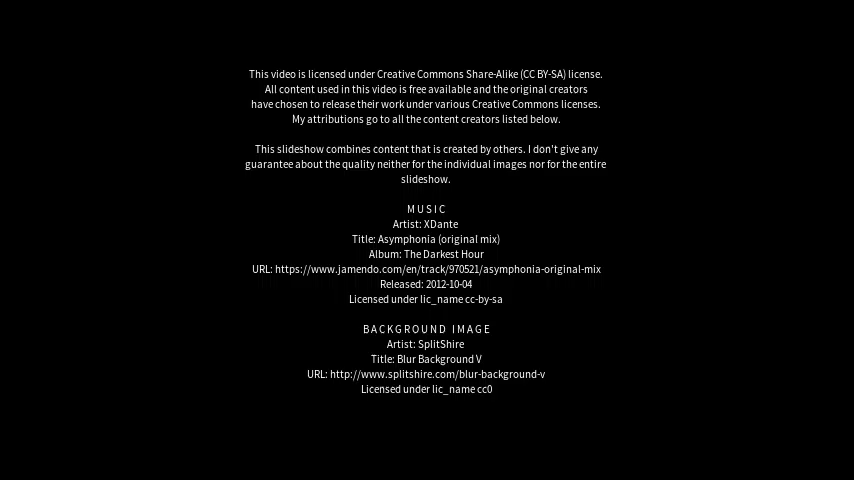 This video is licensed under Creative Commons Share-Alike (CC BY-SA) license.
All content used in this video is free available and the original creators
have chosen to release their work under various Creative Commons licenses.
My attributions go to all the content creators listed below.
This slideshow combines content that is created by others. I don't give any
guarantee about the quality neither for the individual images nor for the entire
slideshow.
MUSIC
Artist: XDante
Title: Asymphonia (original mix)
Album: The Darkest Hour
URL: https://www.jamendo.com/en/track/970521/asymphonia-original-mix
Released: 2012-10-04
Licensed under lic_name cc-by-sa
BACKGROUND IMAGE
Artist: SplitShire
Title: Blur Background V
URL: http://www.splitshire.com/blur-background-v
Licensed under lic_name cc0